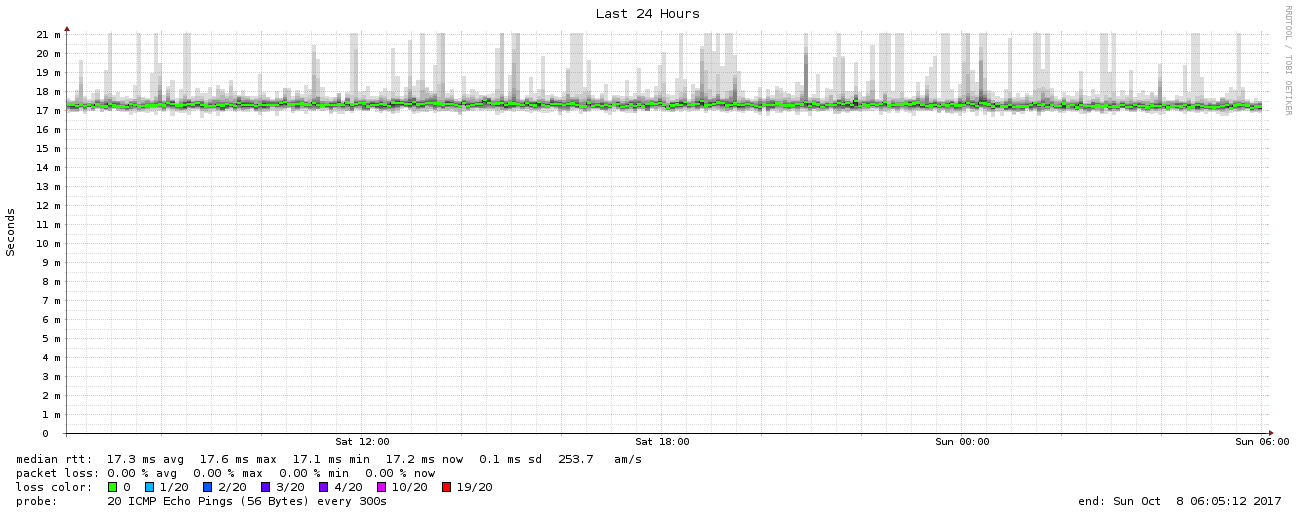 Last 24 Hours
RRDTOOL / TOBI OETIKER
Seconds
21 m
20 m
19 m
18 m
17 m
16 m
15 m
14 m
13 m
12 m
11 m
10 m
9 m
8 m
7 m
6 m
5 m
4 m
3 m
2 m
1 m
0
Sat 12:00 Sat 18:00 Sun 00:00 Sun 06:00
median rtt: 17.3 ms avg 17.6 ms max 17.1 ms min 17.2 ms now 0.1 ms sd 253.7 am/s
packet loss: 0.00 % avg 0.00 % max 0.00 % min 0.00 % now
loss color: 0 1/20 2/20 3/20 4/20 10/20 19/20
probe: 20 ICMP Echo Pings (56 Bytes) every 300s end: Sun Oct 8 06:05:12 2017